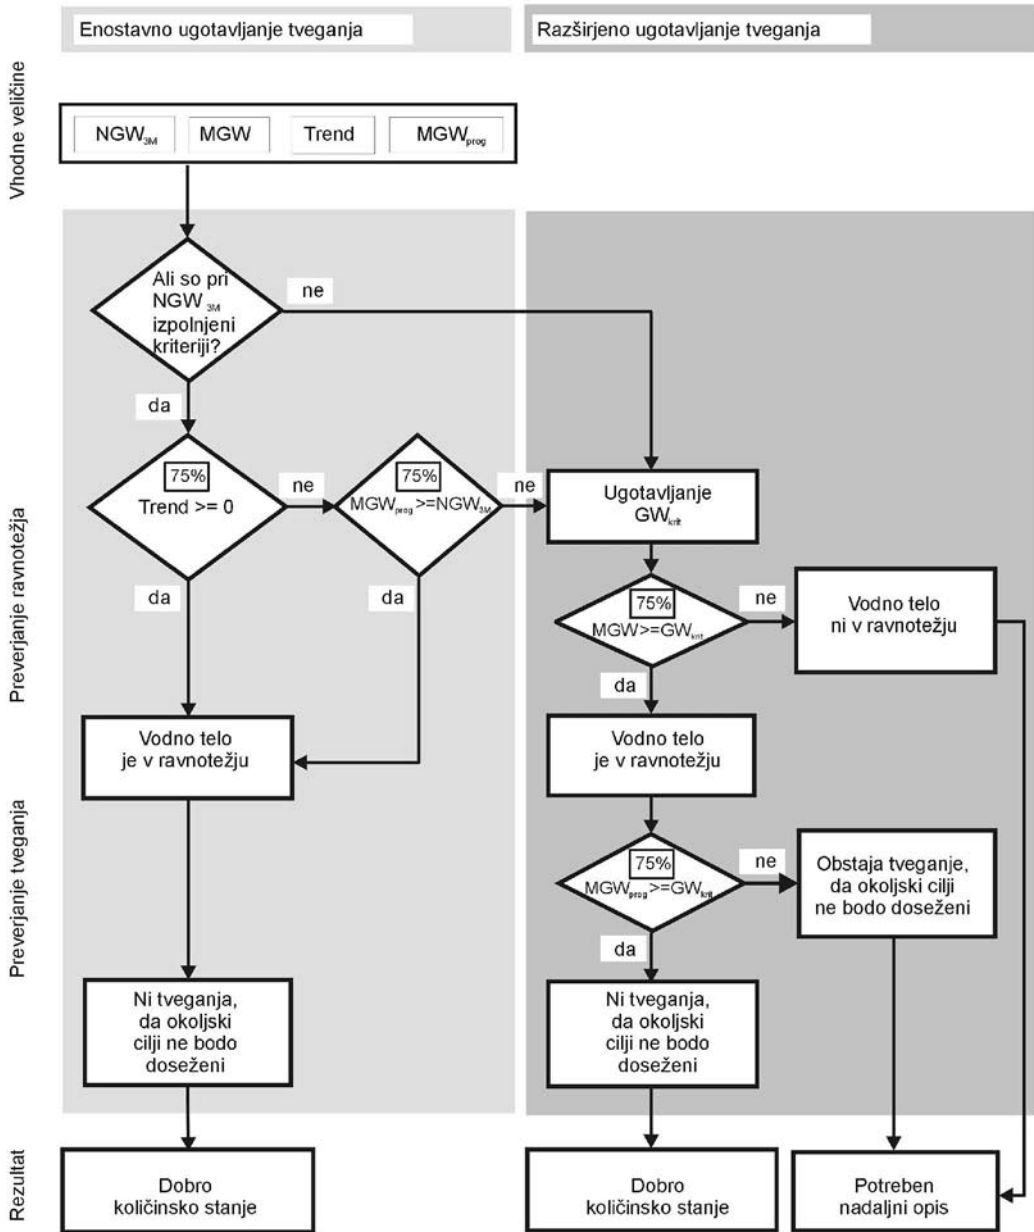 Enostavno ugotavljanje tveganja
Razširjeno ugotavljanje tveganja
Vhodne veličine
NGW3M
MGW
Trend
MGWprog
Ali so pri
NGW 3M
izpolnjeni
kriteriji?
ne
da
Preverjanje ravnotežja
75%
Trend >= 0
ne
75%
MGWprog>=NGW3M
ne
Ugotavljanje
GWkrit
da
da
75%
MGW>=GWkrit
ne
Vodno telo
ni v ravnotežju
da
Vodno telo
je v ravnotežju
Vodno telo
je v ravnotežju
Preverjanje tveganja
75%
MGWprog>=GWkrit
ne
Obstaja tveganje,
da okoljski cilji
ne bodo doseženi
da
Ni tveganja,
da okoljski
cilji ne bodo
doseženi
Ni tveganja,
da okoljski
cilji ne bodo
doseženi
Rezultat
Dobro
količinsko stanje
Dobro
količinsko stanje
Potreben
nadaljni opis